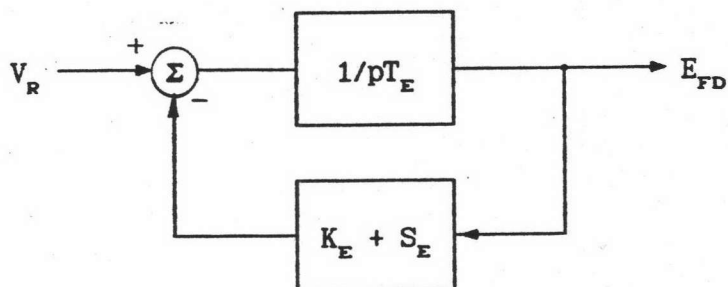 +
V_R
Σ
1/pT_E
E_FD
−
K_E + S_E